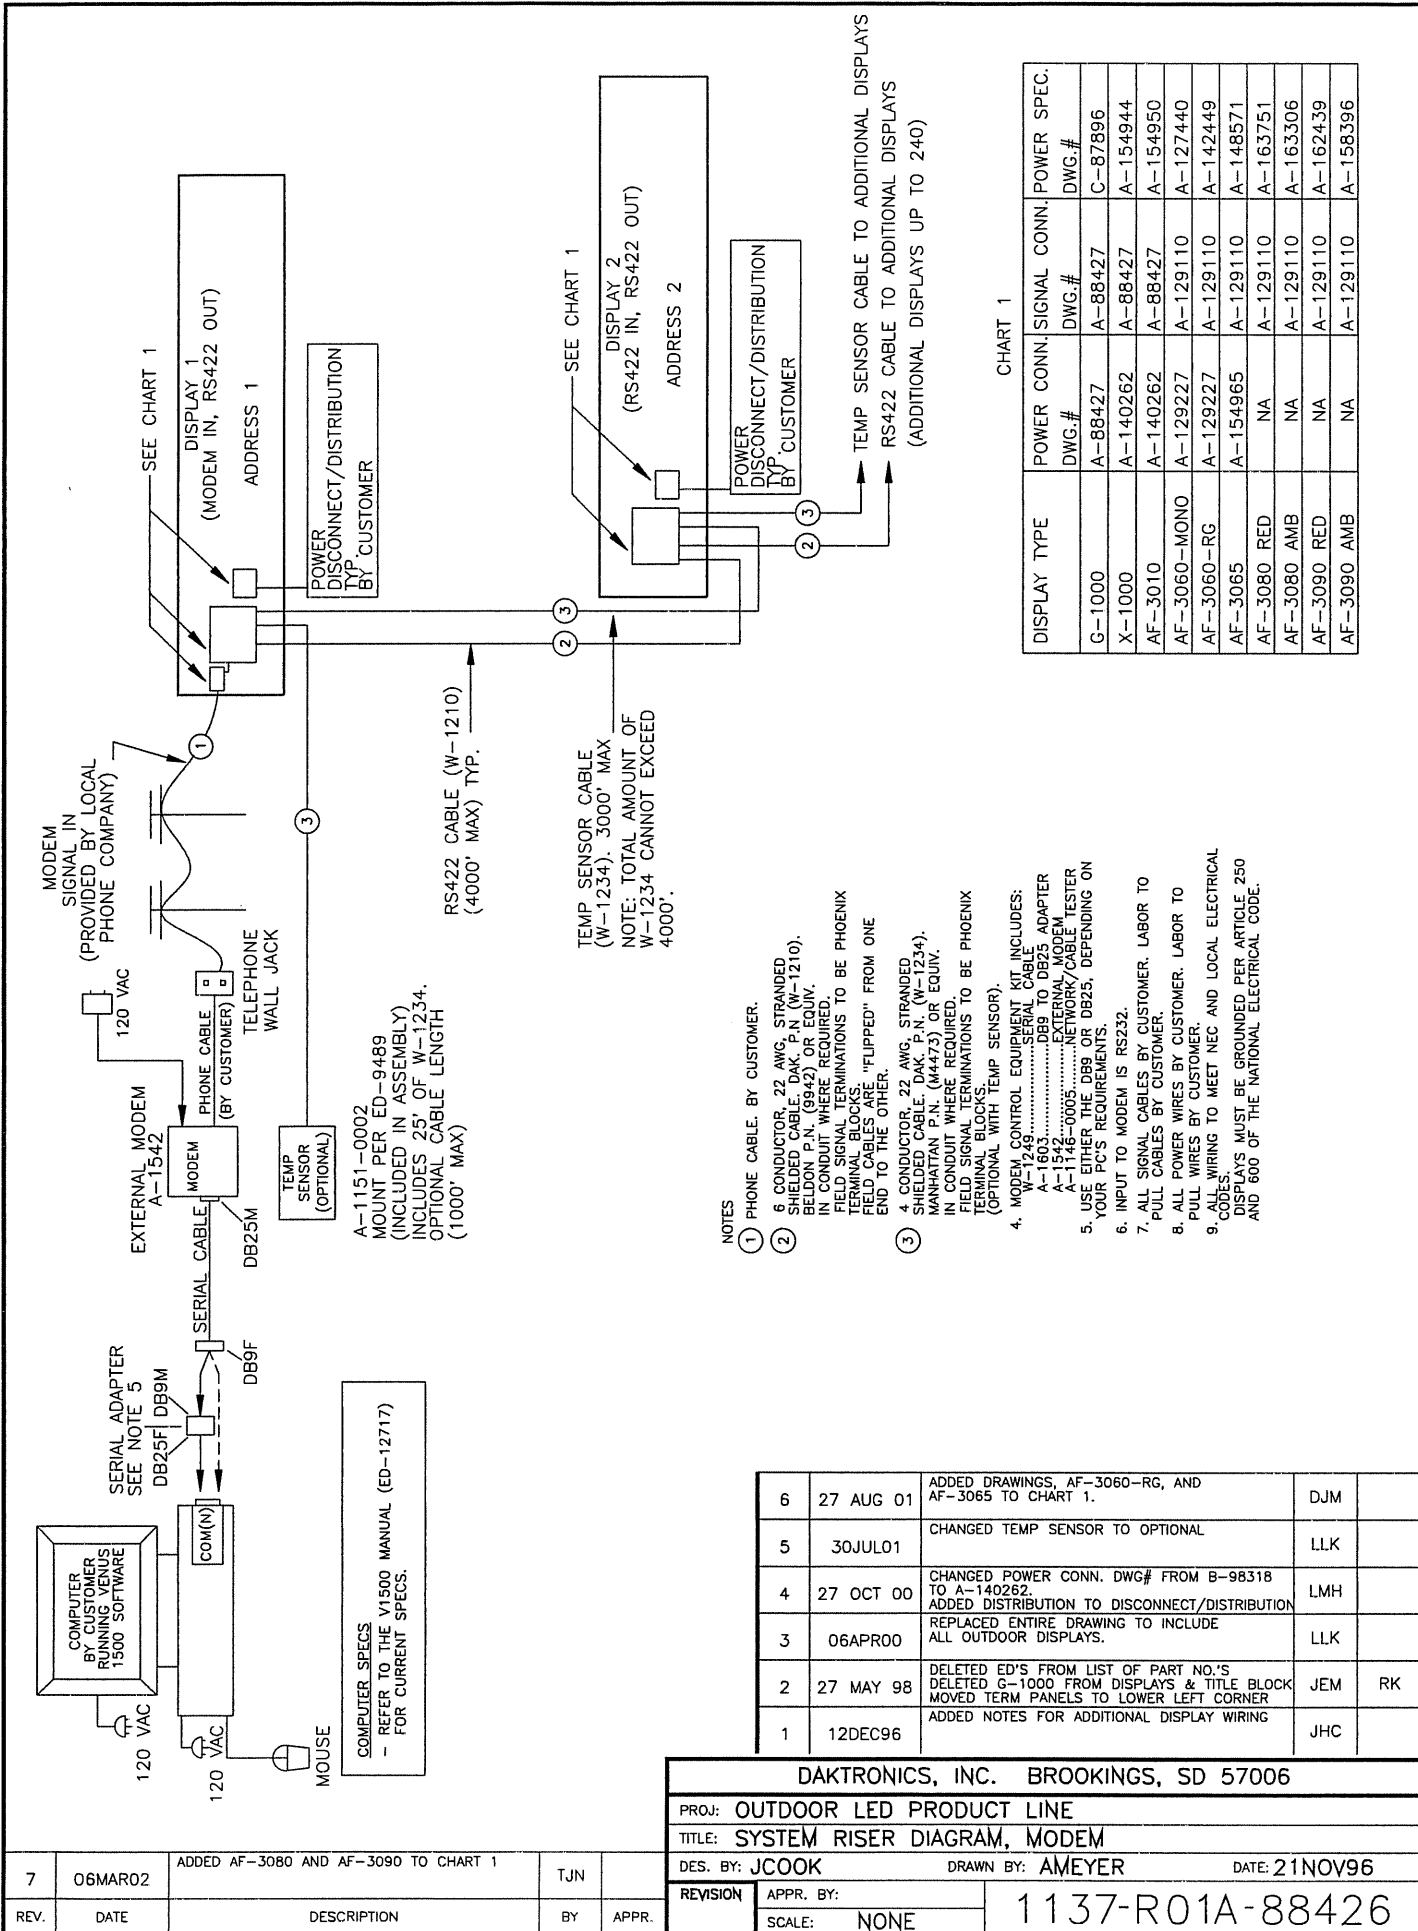 COMPUTER
BY CUSTOMER
RUNNING VENUS
1500 SOFTWARE
120 VAC
120 VAC
MOUSE
COM(N)
SERIAL ADAPTER
SEE NOTE 5
DB25F
DB9M
DB9F
SERIAL CABLE
DB25M
EXTERNAL MODEM
A-1542
MODEM
120 VAC
PHONE CABLE
(BY CUSTOMER)
TELEPHONE
WALL JACK
MODEM
SIGNAL IN
(PROVIDED BY LOCAL
PHONE COMPANY)
1
SEE CHART 1
DISPLAY 1
(MODEM IN, RS422 OUT)
ADDRESS 1
POWER
DISCONNECT/DISTRIBUTION
TYP.
BY CUSTOMER
COMPUTER SPECS
- REFER TO THE V1500 MANUAL (ED-12717)
FOR CURRENT SPECS.
TEMP
SENSOR
(OPTIONAL)
3
A-1151-0002
MOUNT PER ED-9489
(INCLUDED IN ASSEMBLY)
INCLUDES 25' OF W-1234.
OPTIONAL CABLE LENGTH
(1000' MAX)
RS422 CABLE (W-1210)
(4000' MAX) TYP.
2
3
TEMP SENSOR CABLE
(W-1234). 3000' MAX
NOTE: TOTAL AMOUNT OF
W-1234 CANNOT EXCEED
4000'.
SEE CHART 1
DISPLAY 2
(RS422 IN, RS422 OUT)
ADDRESS 2
POWER
DISCONNECT/DISTRIBUTION
TYP.
BY CUSTOMER
2
3
TEMP SENSOR CABLE TO ADDITIONAL DISPLAYS
RS422 CABLE TO ADDITIONAL DISPLAYS
(ADDITIONAL DISPLAYS UP TO 240)
NOTES
1 PHONE CABLE. BY CUSTOMER.
2 6 CONDUCTOR, 22 AWG, STRANDED
SHIELDED CABLE. DAK. P.N (W-1210).
BELDON P.N. (9942) OR EQUIV.
IN CONDUIT WHERE REQUIRED.
FIELD SIGNAL TERMINATIONS TO BE PHOENIX
TERMINAL BLOCKS.
FIELD CABLES ARE "FLIPPED" FROM ONE
END TO THE OTHER.
3 4 CONDUCTOR, 22 AWG, STRANDED
SHIELDED CABLE. DAK. P.N. (W-1234).
MANHATTAN P.N. (M4473) OR EQUIV.
IN CONDUIT WHERE REQUIRED.
FIELD SIGNAL TERMINATIONS TO BE PHOENIX
TERMINAL BLOCKS.
(OPTIONAL WITH TEMP SENSOR).
4. MODEM CONTROL EQUIPMENT KIT INCLUDES:
W-1249..............SERIAL CABLE
A-1603..............DB9 TO DB25 ADAPTER
A-1542..............EXTERNAL MODEM
A-1146-0005.......NETWORK/CABLE TESTER
5. USE EITHER THE DB9 OR DB25, DEPENDING ON
YOUR PC'S REQUIREMENTS.
6. INPUT TO MODEM IS RS232.
7. ALL SIGNAL CABLES BY CUSTOMER. LABOR TO
PULL CABLES BY CUSTOMER.
8. ALL POWER WIRES BY CUSTOMER. LABOR TO
PULL WIRES BY CUSTOMER.
9. ALL WIRING TO MEET NEC AND LOCAL ELECTRICAL
CODES.
DISPLAYS MUST BE GROUNDED PER ARTICLE 250
AND 600 OF THE NATIONAL ELECTRICAL CODE.
CHART 1
DISPLAY TYPE POWER CONN. DWG.# SIGNAL CONN. DWG.# POWER SPEC. DWG.#
G-1000 A-88427 A-88427 C-87896
X-1000 A-140262 A-88427 A-154944
AF-3010 A-140262 A-88427 A-154950
AF-3060-MONO A-129227 A-129110 A-127440
AF-3060-RG A-129227 A-129110 A-142449
AF-3065 A-154965 A-129110 A-148571
AF-3080 RED NA A-129110 A-163751
AF-3080 AMB NA A-129110 A-163306
AF-3090 RED NA A-129110 A-162439
AF-3090 AMB NA A-129110 A-158396
6 27 AUG 01 ADDED DRAWINGS, AF-3060-RG, AND
AF-3065 TO CHART 1. DJM
5 30JUL01 CHANGED TEMP SENSOR TO OPTIONAL LLK
4 27 OCT 00 CHANGED POWER CONN. DWG# FROM B-98318
TO A-140262.
ADDED DISTRIBUTION TO DISCONNECT/DISTRIBUTION LMH
3 06APR00 REPLACED ENTIRE DRAWING TO INCLUDE
ALL OUTDOOR DISPLAYS. LLK
2 27 MAY 98 DELETED ED'S FROM LIST OF PART NO.'S
DELETED G-1000 FROM DISPLAYS & TITLE BLOCK
MOVED TERM PANELS TO LOWER LEFT CORNER JEM RK
1 12DEC96 ADDED NOTES FOR ADDITIONAL DISPLAY WIRING JHC
7 06MAR02 ADDED AF-3080 AND AF-3090 TO CHART 1 TJN
REV. DATE DESCRIPTION BY APPR.
DAKTRONICS, INC. BROOKINGS, SD 57006
PROJ: OUTDOOR LED PRODUCT LINE
TITLE: SYSTEM RISER DIAGRAM, MODEM
DES. BY: JCOOK DRAWN BY: AMEYER DATE: 21NOV96
REVISION APPR. BY:
SCALE: NONE
1137-R01A-88426